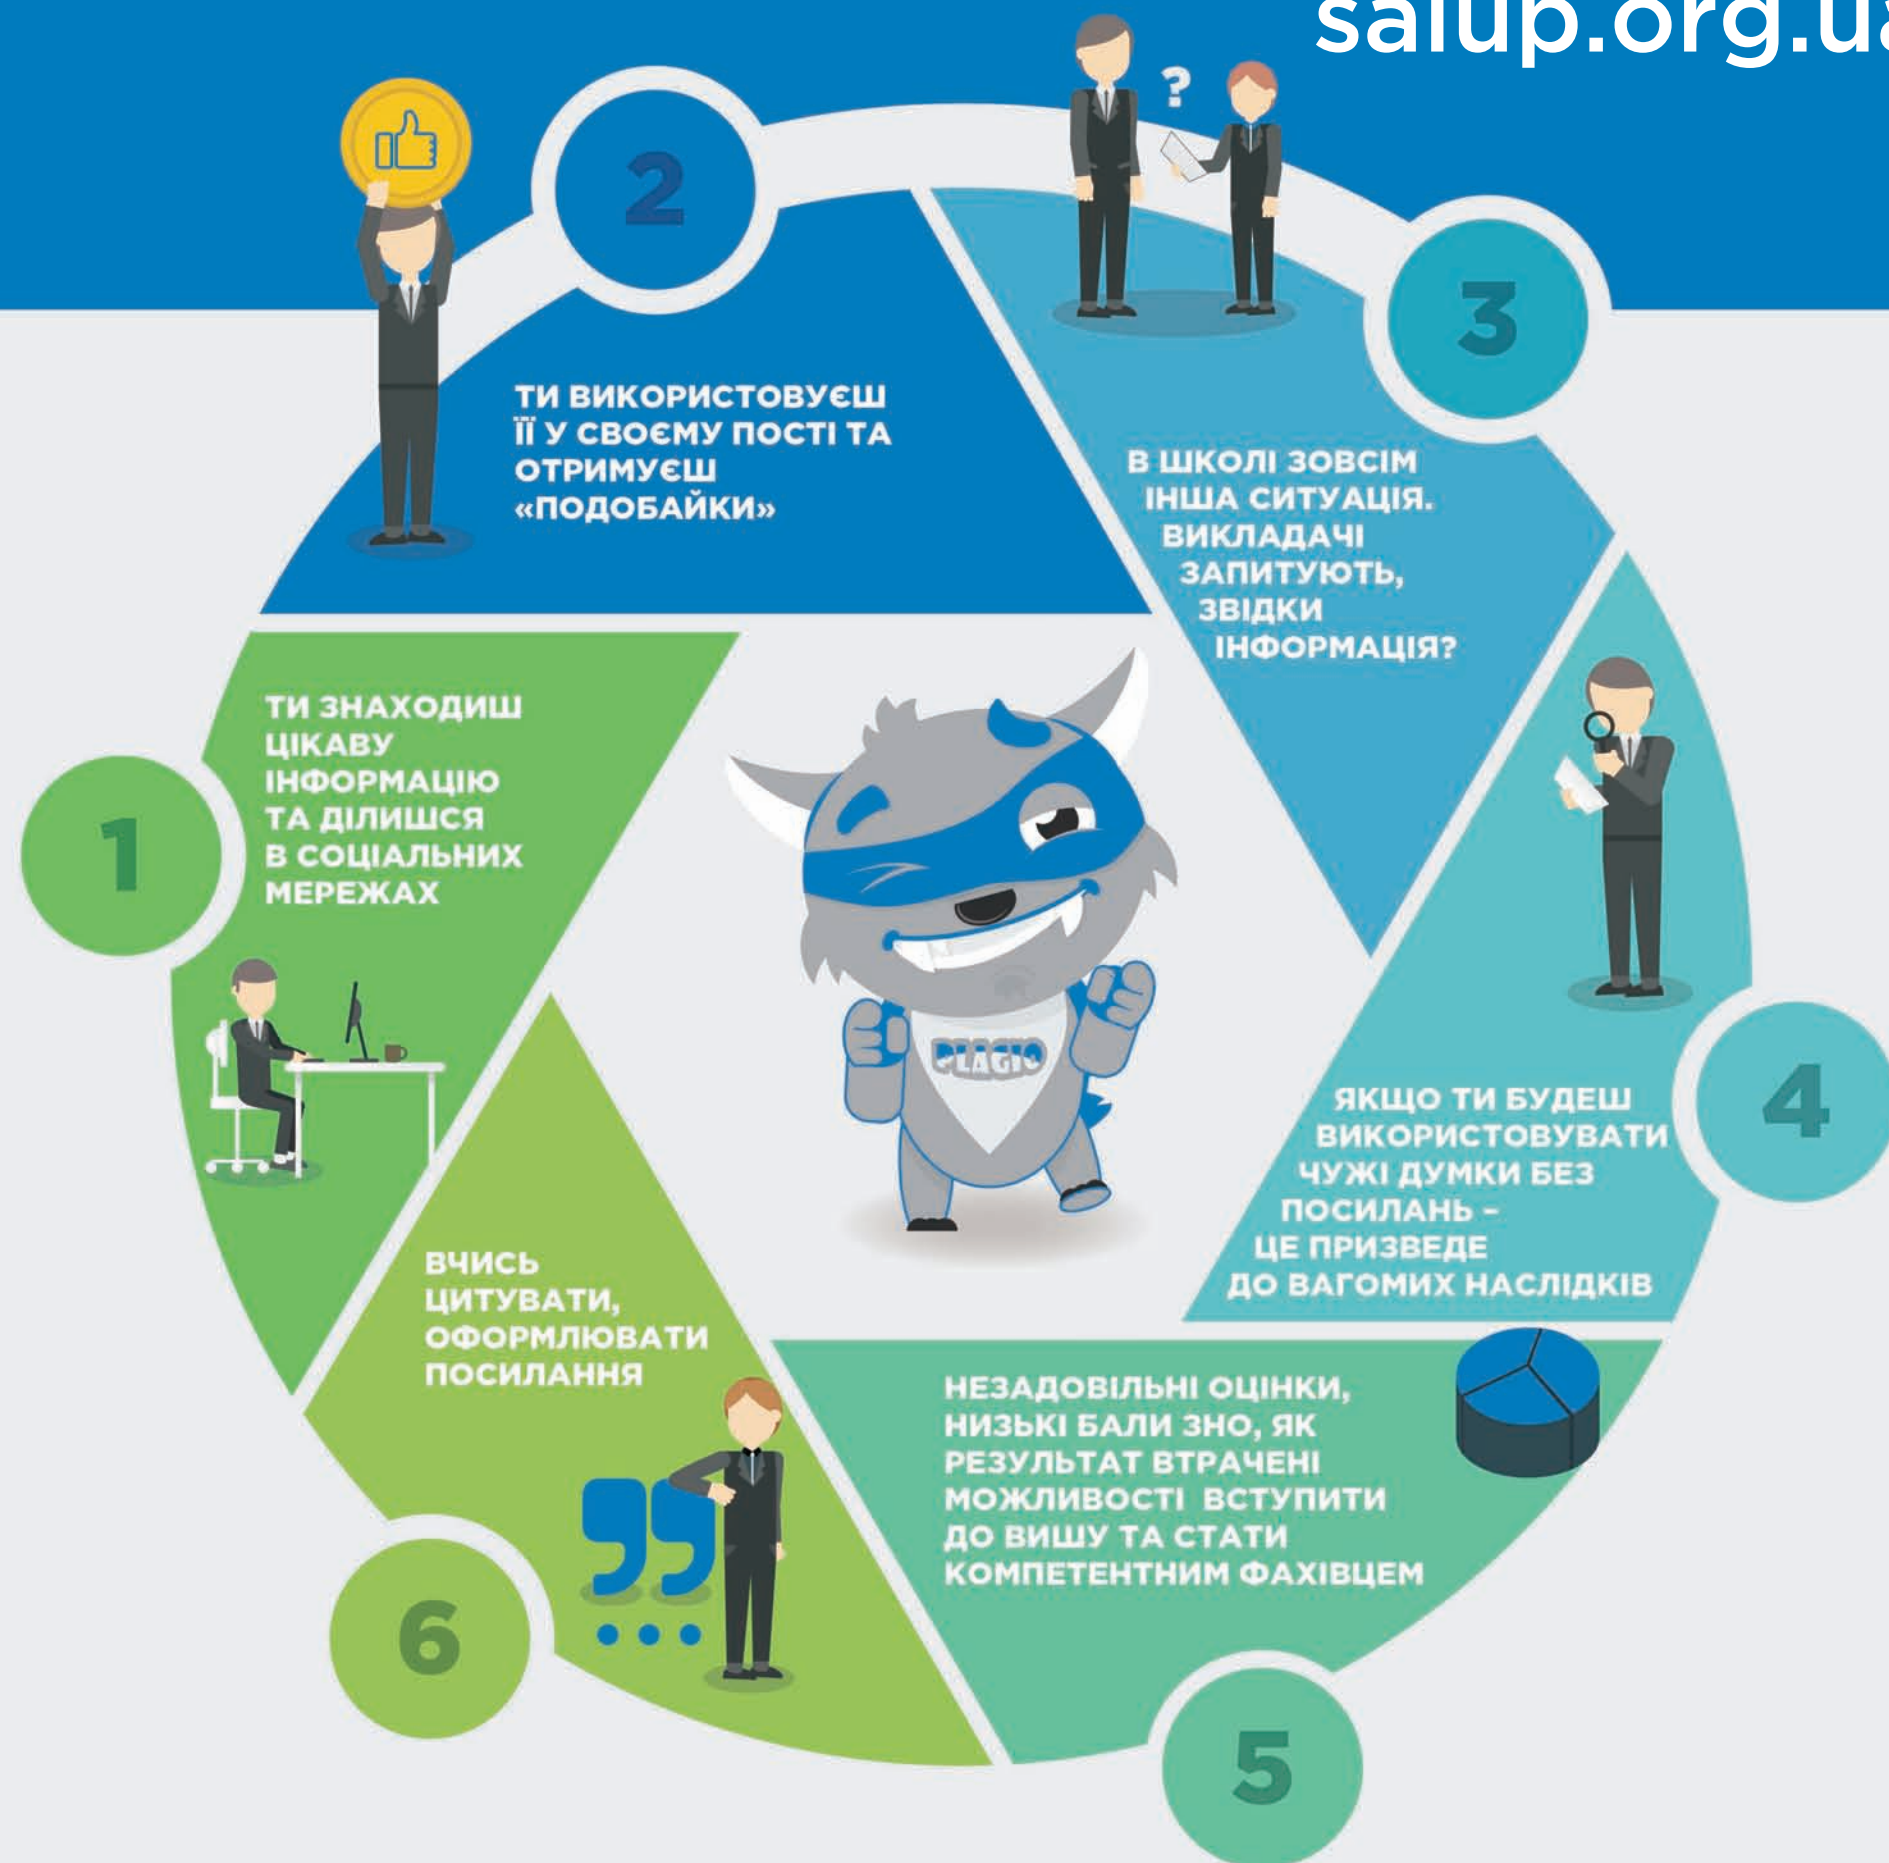 saiup.org.ua
2
ТИ ВИКОРИСТОВУЄШ
ЇЇ У СВОЄМУ ПОСТІ ТА
ОТРИМУЄШ
«ПОДОБАЙКИ»
?
3
В ШКОЛІ ЗОВСІМ
ІНША СИТУАЦІЯ.
ВИКЛАДАЧІ
ЗАПИТУЮТЬ,
ЗВІДКИ
ІНФОРМАЦІЯ?
1
ТИ ЗНАХОДИШ
ЦІКАВУ
ІНФОРМАЦІЮ
ТА ДІЛИШСЯ
В СОЦІАЛЬНИХ
МЕРЕЖАХ
PLAGIO
4
ЯКЩО ТИ БУДЕШ
ВИКОРИСТОВУВАТИ
ЧУЖІ ДУМКИ БЕЗ
ПОСИЛАНЬ –
ЦЕ ПРИЗВЕДЕ
ДО ВАГОМИХ НАСЛІДКІВ
ВЧИСЬ
ЦИТУВАТИ,
ОФОРМЛЮВАТИ
ПОСИЛАННЯ
6
НЕЗАДОВІЛЬНІ ОЦІНКИ,
НИЗЬКІ БАЛИ ЗНО, ЯК
РЕЗУЛЬТАТ ВТРАЧЕНІ
МОЖЛИВОСТІ ВСТУПИТИ
ДО ВИШУ ТА СТАТИ
КОМПЕТЕНТНИМ ФАХІВЦЕМ
5